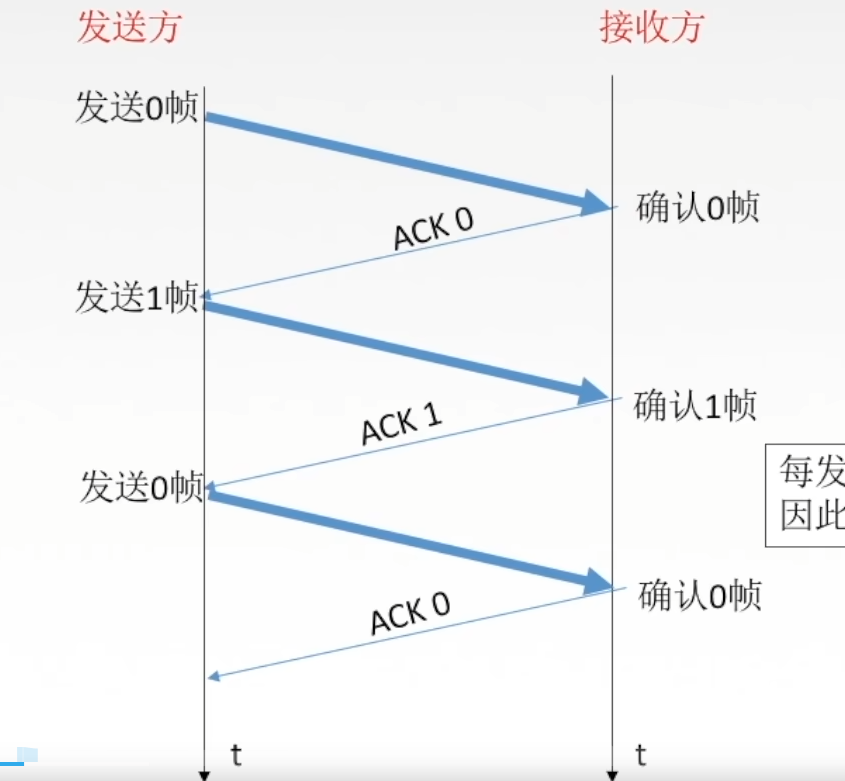 发送方
接收方
发送0帧
确认0帧
ACK 0
发送1帧
确认1帧
ACK 1
每发
因此
发送0帧
确认0帧
ACK 0
t
t